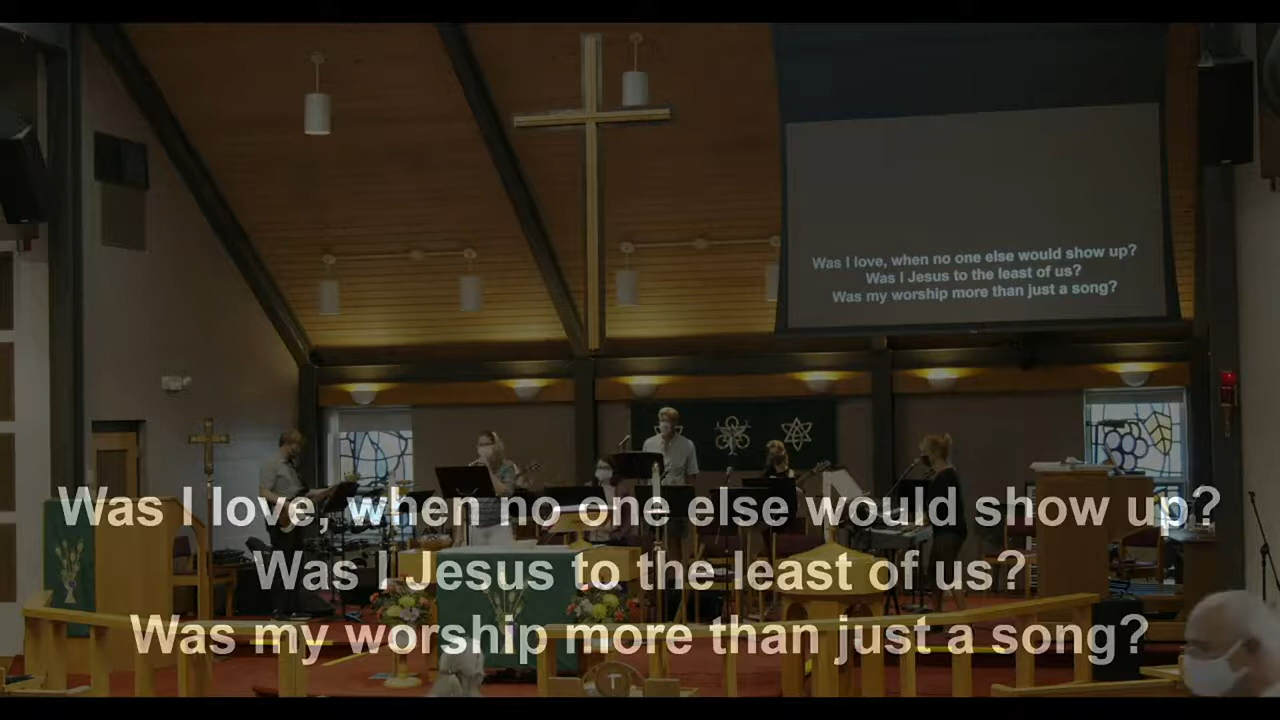 Was I love, when no one else would show up?
Was I Jesus to the least of us?
Was my worship more than just a song?
Was I love, when no one else would show up?
Was I Jesus to the least of us?
Was my worship more than just a song?